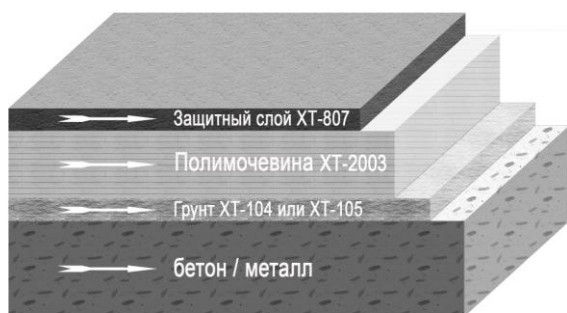 Защитный слой ХТ-807
Полимочевина ХТ-2003
Грунт ХТ-104 или ХТ-105
бетон / металл